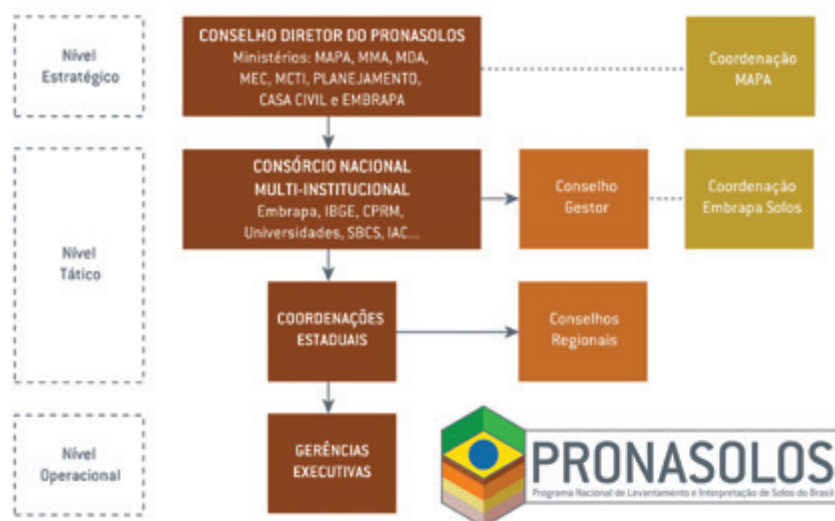 Nível
Estratégico
CONSELHO DIRETOR DO PRONASOLOS
Ministérios: MAPA, MMA, MDA,
MEC, MCTI, PLANEJAMENTO,
CASA CIVIL e EMBRAPA
Coordenação
MAPA
Nível
Tático
CONSÓRCIO NACIONAL
MULTI-INSTITUCIONAL
Embrapa, IBGE, CPRM,
Universidades, SBCS, IAC...
Conselho
Gestor
Coordenação
Embrapa Solos
COORDENAÇÕES
ESTADUAIS
Conselhos
Regionais
Nível
Operacional
GERÊNCIAS
EXECUTIVAS
PRONASOLOS
Programa Nacional de Levantamento e Interpretação de Solos do Brasil